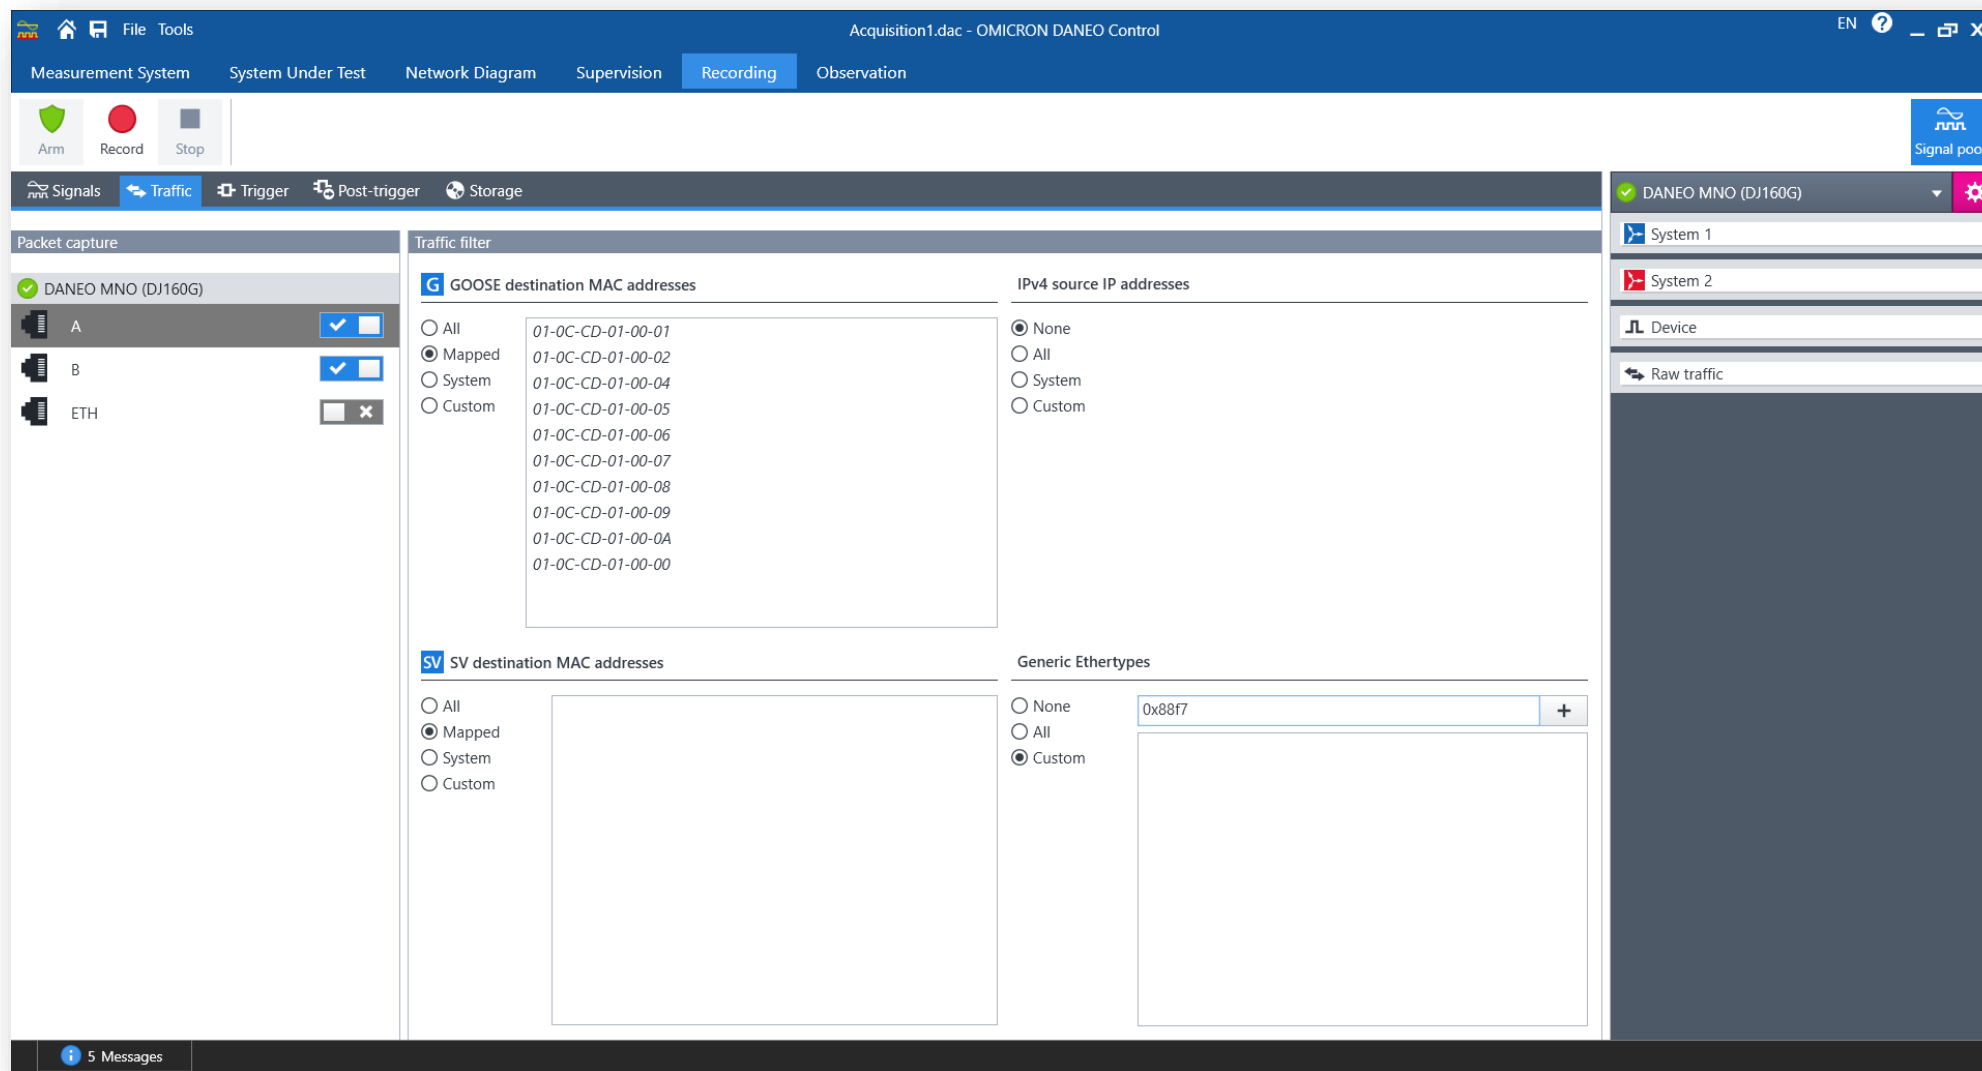 File Tools
Acquisition1.dac - OMICRON DANEO Control
EN ?
Measurement System System Under Test Network Diagram Supervision Recording Observation
Arm Record Stop
Signal poo
Signals Traffic Trigger Post-trigger Storage
DANEO MNO (DJ160G)
System 1
System 2
Device
Raw traffic
Packet capture
DANEO MNO (DJ160G)
A
B
ETH
Traffic filter
G GOOSE destination MAC addresses
All
Mapped
System
Custom
01-0C-CD-01-00-01
01-0C-CD-01-00-02
01-0C-CD-01-00-04
01-0C-CD-01-00-05
01-0C-CD-01-00-06
01-0C-CD-01-00-07
01-0C-CD-01-00-08
01-0C-CD-01-00-09
01-0C-CD-01-00-0A
01-0C-CD-01-00-00
IPv4 source IP addresses
None
All
System
Custom
SV SV destination MAC addresses
All
Mapped
System
Custom
Generic Ethertypes
None
All
Custom
0x88f7 +
5 Messages